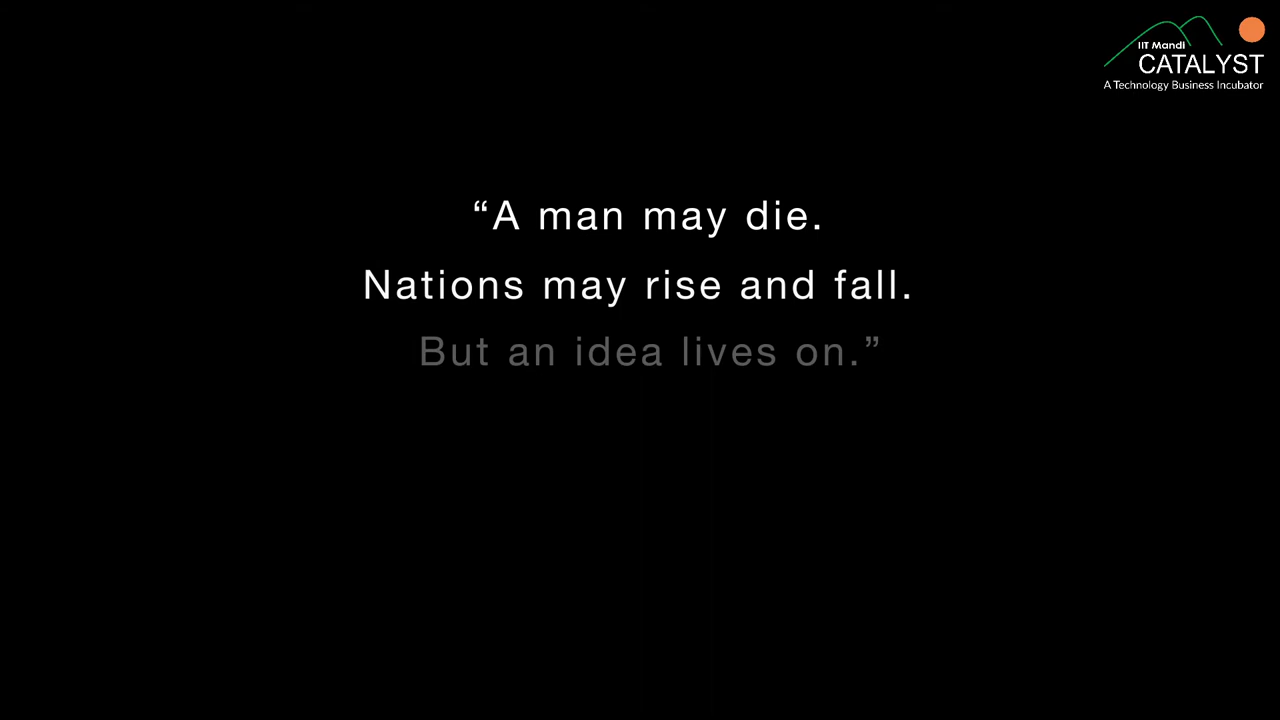 IIT Mandi
CATALYST
A Technology Business Incubator
“A man may die.
Nations may rise and fall.
But an idea lives on.”